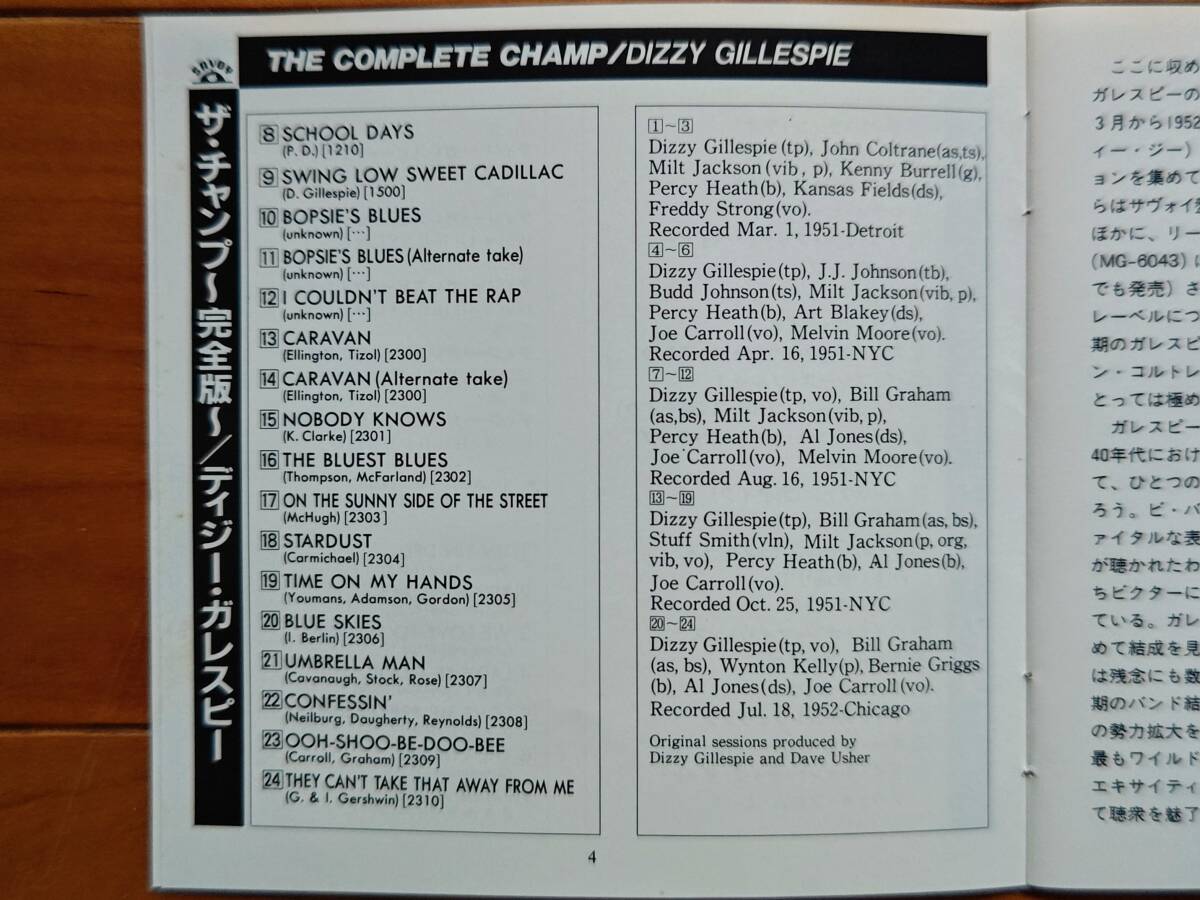 SAVOY
THE COMPLETE CHAMP/DIZZY GILLESPIE
ザ・チャンプ〜完全版〜/ディジー・ガレスピー
8 SCHOOL DAYS
(P. D.) [1210]
9 SWING LOW SWEET CADILLAC
(D. Gillespie) [1500]
10 BOPSIE'S BLUES
(unknown) [···]
11 BOPSIE'S BLUES (Alternate take)
(unknown) [···]
12 I COULDN'T BEAT THE RAP
(unknown) [···]
13 CARAVAN
(Ellington, Tizol) [2300]
14 CARAVAN (Alternate take)
(Ellington, Tizol) [2300]
15 NOBODY KNOWS
(K. Clarke) [2301]
16 THE BLUEST BLUES
(Thompson, McFarland) [2302]
17 ON THE SUNNY SIDE OF THE STREET
(McHugh) [2303]
18 STARDUST
(Carmichael) [2304]
19 TIME ON MY HANDS
(Youmans, Adamson, Gordon) [2305]
20 BLUE SKIES
(I. Berlin) [2306]
21 UMBRELLA MAN
(Cavanaugh, Stock, Rose) [2307]
22 CONFESSIN'
(Neilburg, Daugherty, Reynolds) [2308]
23 OOH-SHOO-BE-DOO-BEE
(Carroll, Graham) [2309]
24 THEY CAN'T TAKE THAT AWAY FROM ME
(G. & I. Gershwin) [2310]
1〜3
Dizzy Gillespie (tp), John Coltrane (as,ts),
Milt Jackson (vib, p), Kenny Burrell (g),
Percy Heath (b), Kansas Fields (ds),
Freddy Strong (vo).
Recorded Mar. 1, 1951-Detroit
4〜6
Dizzy Gillespie (tp), J.J. Johnson (tb),
Budd Johnson (ts), Milt Jackson (vib, p),
Percy Heath (b), Art Blakey (ds),
Joe Carroll (vo), Melvin Moore (vo).
Recorded Apr. 16, 1951-NYC
7〜12
Dizzy Gillespie (tp, vo), Bill Graham
(as,bs), Milt Jackson (vib, p),
Percy Heath (b), Al Jones (ds),
Joe Carroll (vo), Melvin Moore (vo).
Recorded Aug. 16, 1951-NYC
13〜19
Dizzy Gillespie (tp), Bill Graham (as, bs),
Stuff Smith (vln), Milt Jackson (p, org,
vib, vo), Percy Heath (b), Al Jones (b),
Joe Carroll (vo).
Recorded Oct. 25, 1951-NYC
20〜24
Dizzy Gillespie (tp, vo), Bill Graham
(as, bs), Wynton Kelly (p), Bernie Griggs
(b), Al Jones (ds), Joe Carroll (vo).
Recorded Jul. 18, 1952-Chicago
Original sessions produced by
Dizzy Gillespie and Dave Usher
4
ここに収め
ガレスピーの
3月から1952
ィー・ジー)
ョンを集めて
らはサヴォイ
ほかに、リー
(MG-6043) に
でも発売) さ
レーベルにつ
期のガレスピ
ン・コルトレ
とっては極め
ガレスピー
40年代におけ
て、ひとつの
ろう。ビ・バ
ァイタルな表
が聴かれたわ
ちビクターに
ている。ガレ
めて結成を見
は残念にも数
期のバンド結
の勢力拡大を
最もワイルド
エキサイティ
て聴衆を魅了